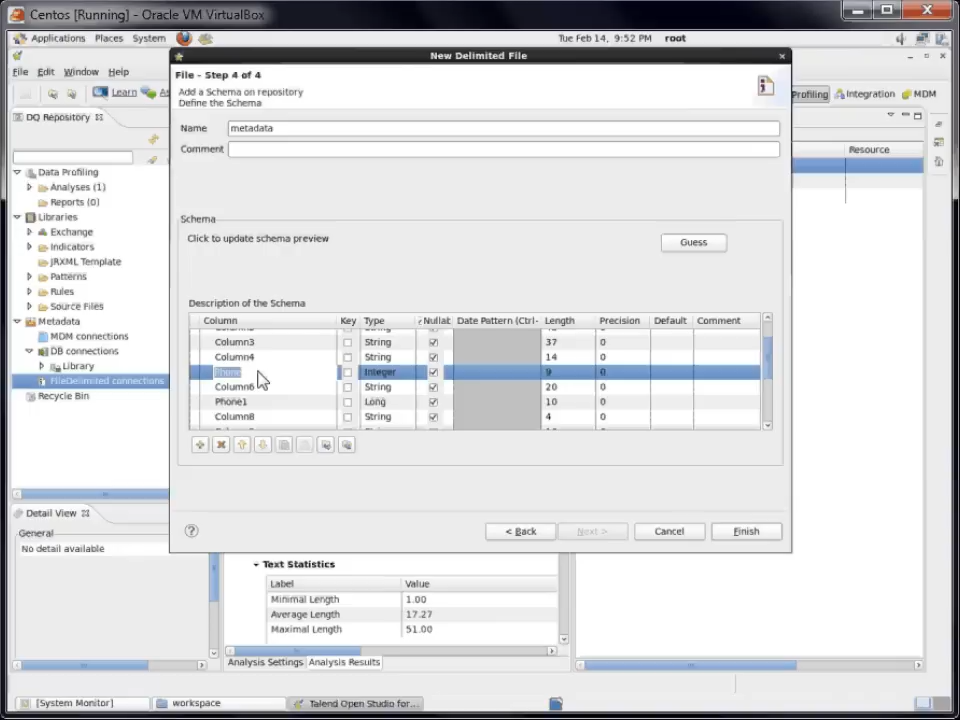 Centos [Running] - Oracle VM VirtualBox
Applications Places System
Tue Feb 14, 9:52 PM root
New Delimited File
File Edit Window Help
File - Step 4 of 4
Add a Schema on repository
Define the Schema
Learn
Profiling Integration MDM
DQ Repository
Name metadata
Comment
Resource
Data Profiling
Analyses (1)
Reports (0)
Libraries
Exchange
Indicators
JRXML Template
Patterns
Rules
Source Files
Metadata
MDM connections
DB connections
Library
FileDelimited connections
Recycle Bin
Schema
Click to update schema preview
Guess
Description of the Schema
Column Key Type Nullab Date Pattern (Ctrl- Length Precision Default Comment
Column3 String 37 0
Column4 String 14 0
Phone Integer 9 0
Column6 String 20 0
Phone1 Long 10 0
Column8 String 4 0
< Back Next > Cancel Finish
Detail View
General
No detail available
Text Statistics
Label Value
Minimal Length 1.00
Average Length 17.27
Maximal Length 51.00
Analysis Settings Analysis Results
[System Monitor] workspace Talend Open Studio for...